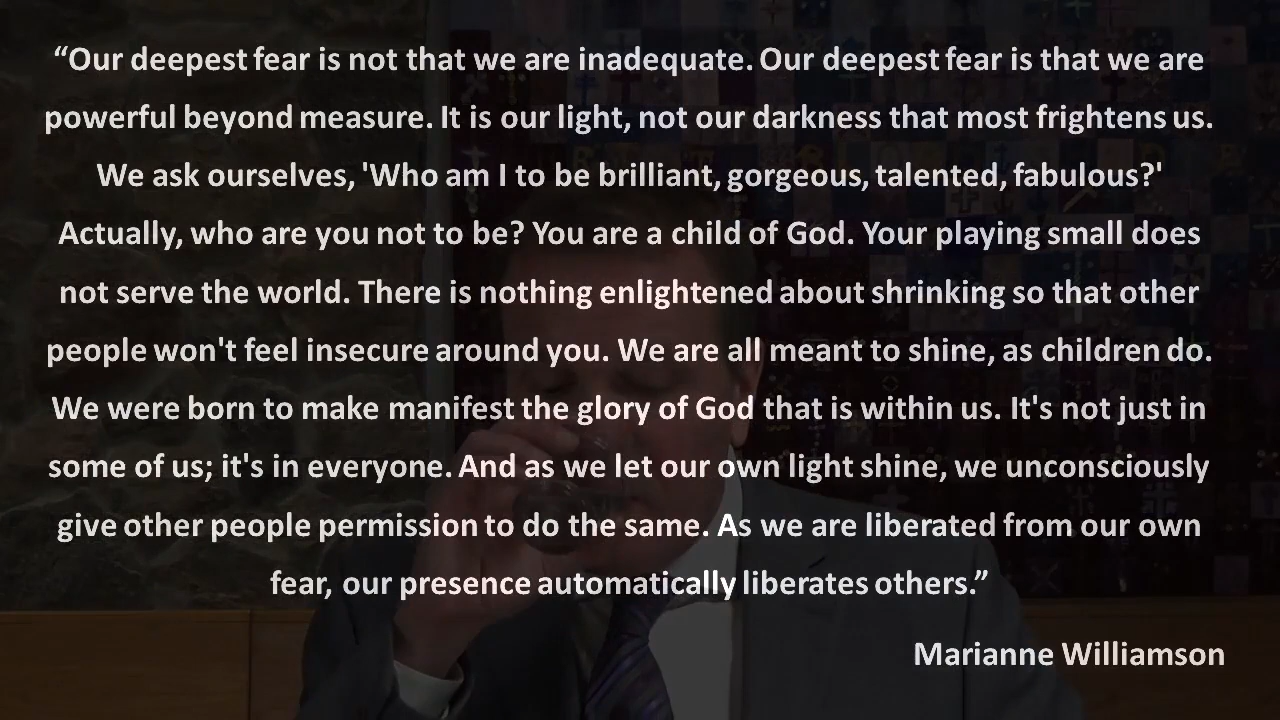 “Our deepest fear is not that we are inadequate. Our deepest fear is that we are
powerful beyond measure. It is our light, not our darkness that most frightens us.
We ask ourselves, 'Who am I to be brilliant, gorgeous, talented, fabulous?'
Actually, who are you not to be? You are a child of God. Your playing small does
not serve the world. There is nothing enlightened about shrinking so that other
people won't feel insecure around you. We are all meant to shine, as children do.
We were born to make manifest the glory of God that is within us. It's not just in
some of us; it's in everyone. And as we let our own light shine, we unconsciously
give other people permission to do the same. As we are liberated from our own
fear, our presence automatically liberates others.”
Marianne Williamson